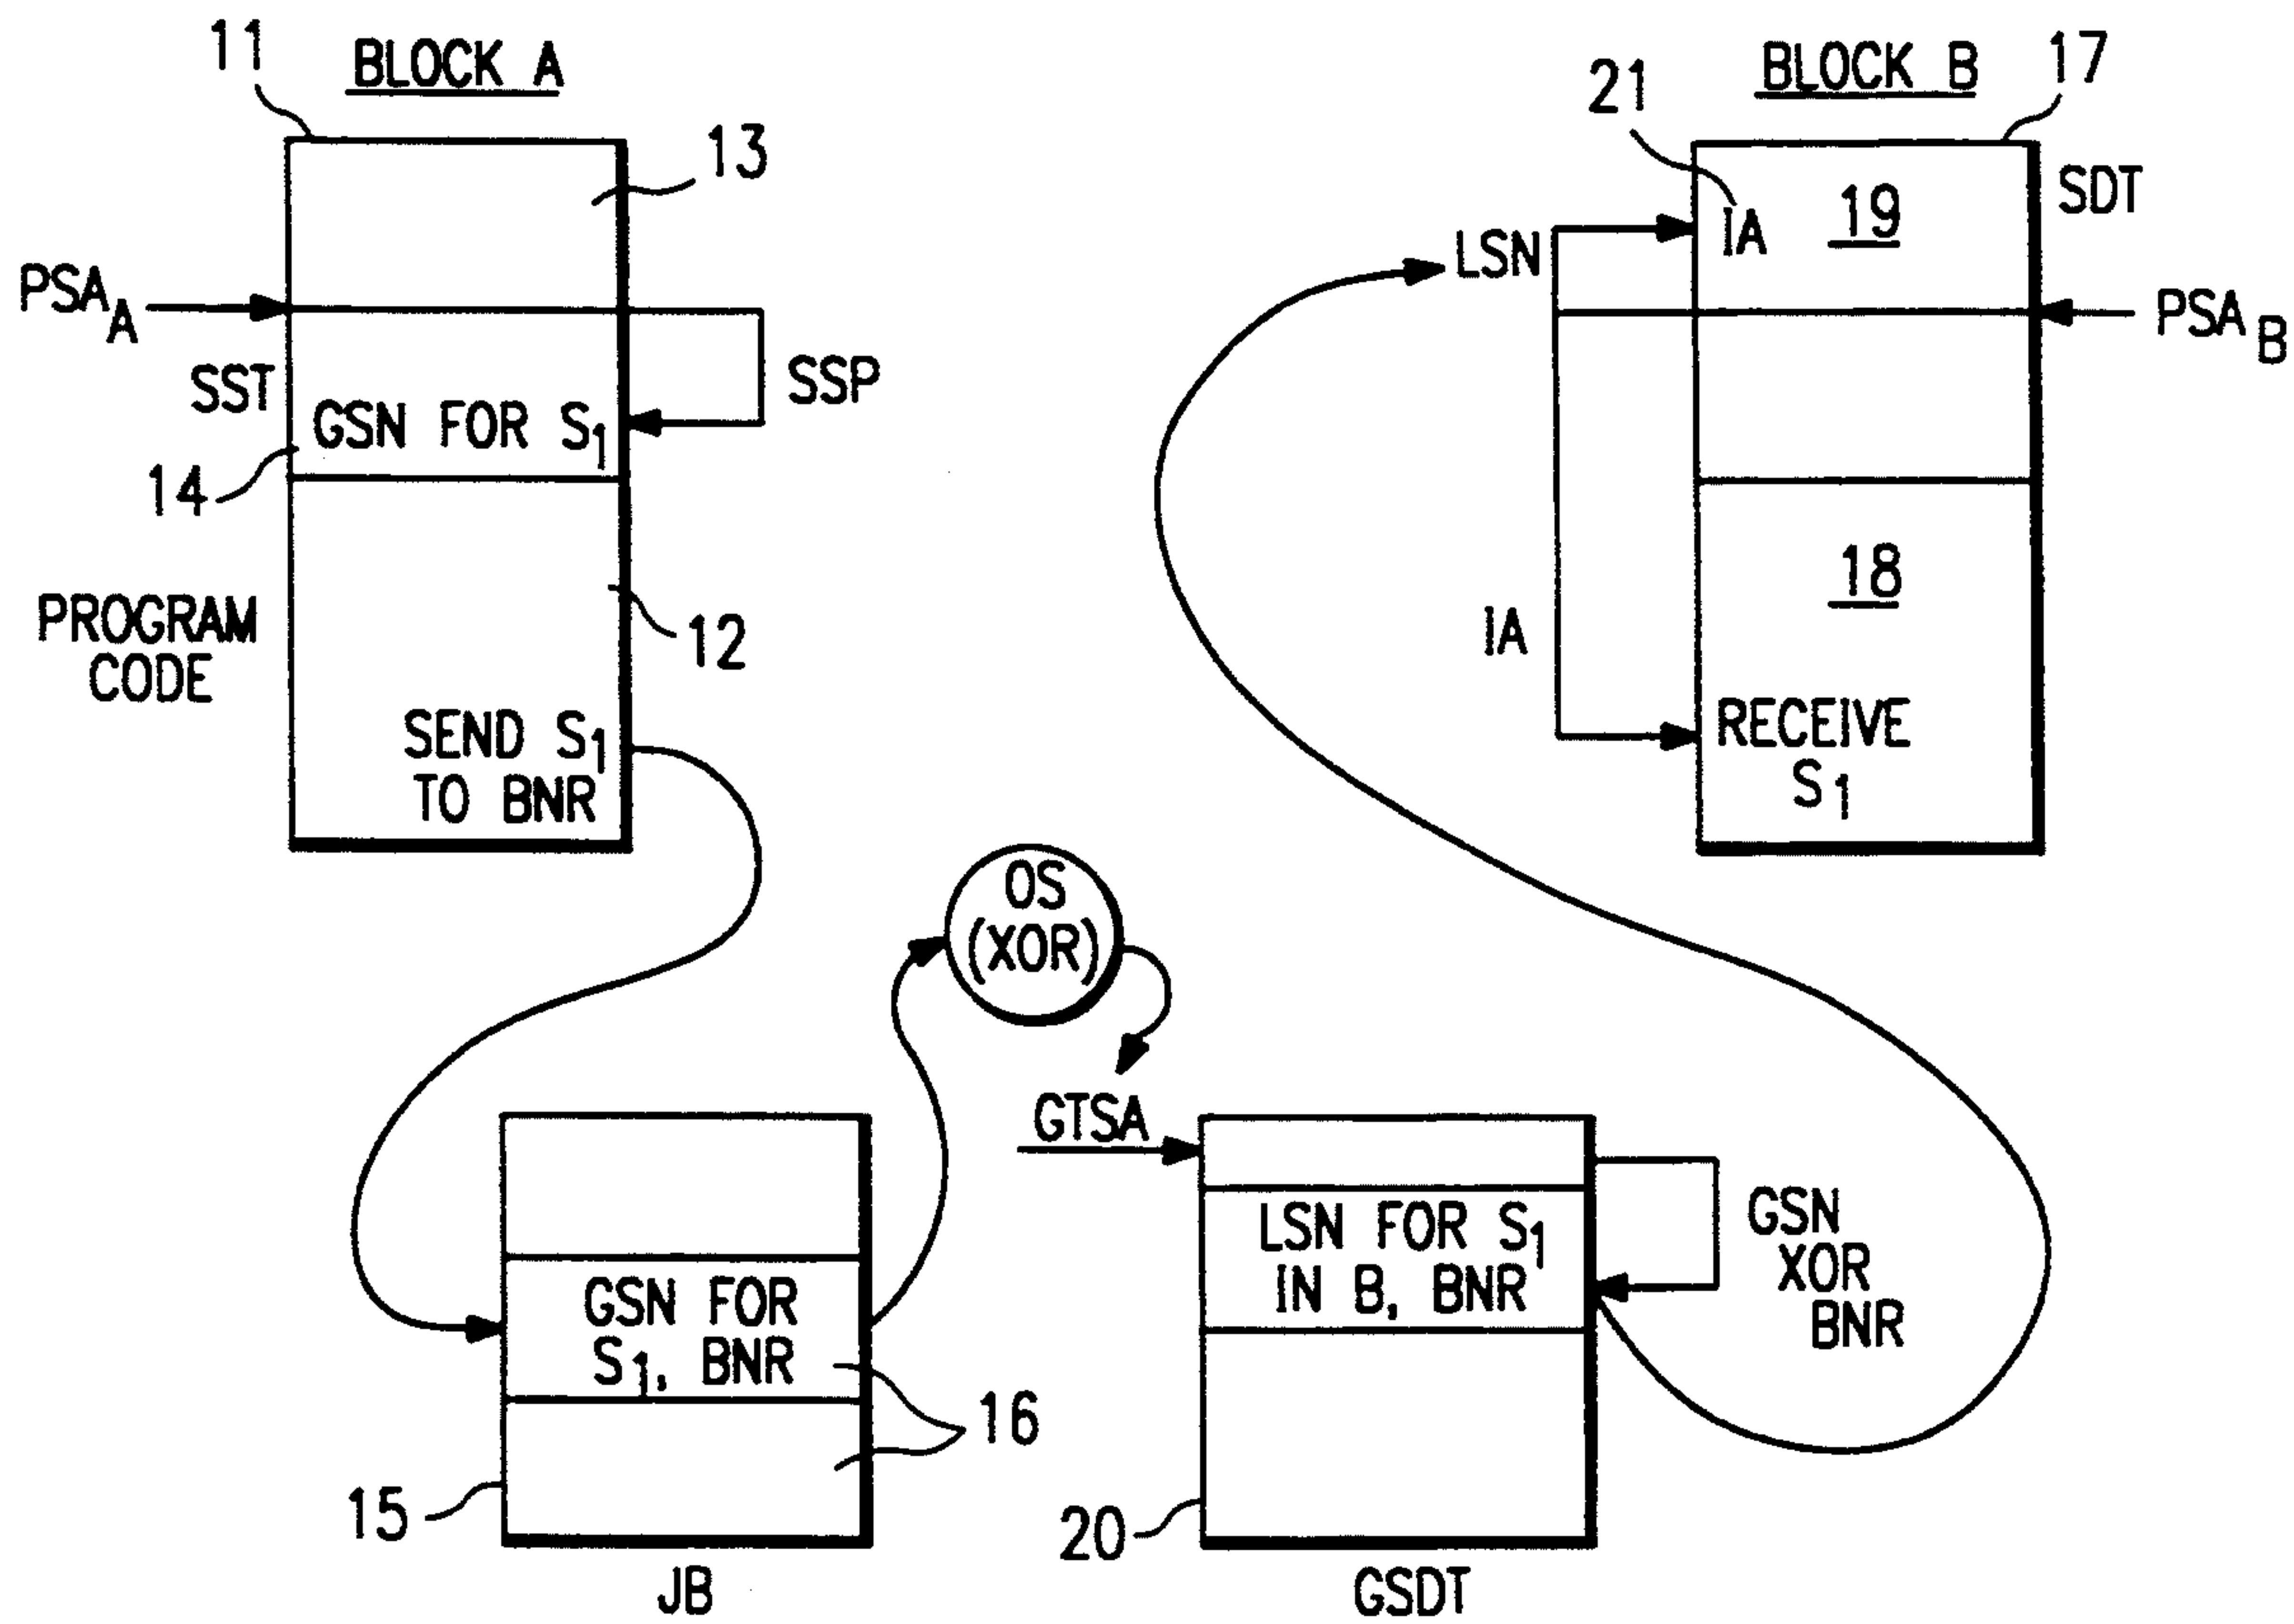 11
BLOCK A
13
PSA A
SST
GSN FOR S1
SSP
14
PROGRAM
CODE
12
SEND S1
TO BNR
21
BLOCK B
17
IA
19
SDT
LSN
PSA B
18
IA
RECEIVE
S1
OS
(XOR)
GTSA
GSN FOR
S1, BNR
16
15
JB
LSN FOR S1
IN B, BNR
GSN
XOR
BNR
20
GSDT